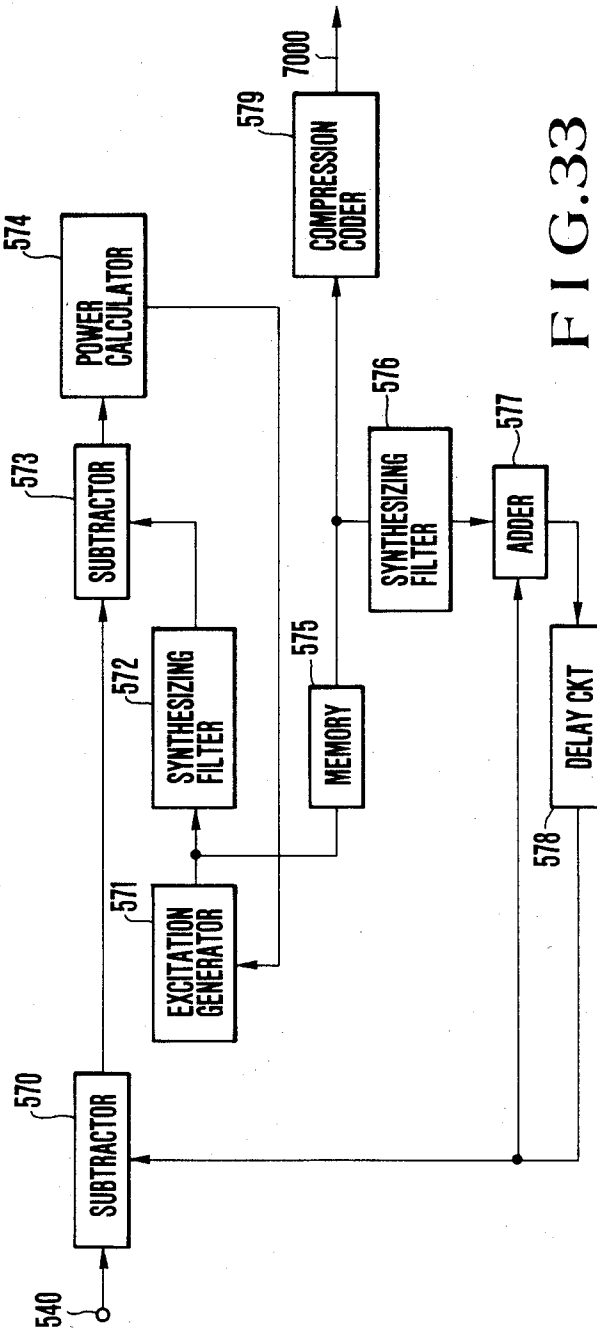 540
570
SUBTRACTOR
571
EXCITATION
GENERATOR
572
SYNTHESIZING
FILTER
573
SUBTRACTOR
574
POWER
CALCULATOR
575
MEMORY
576
SYNTHESIZING
FILTER
577
ADDER
578
DELAY CKT
579
COMPRESSION
CODER
7000
FIG.33